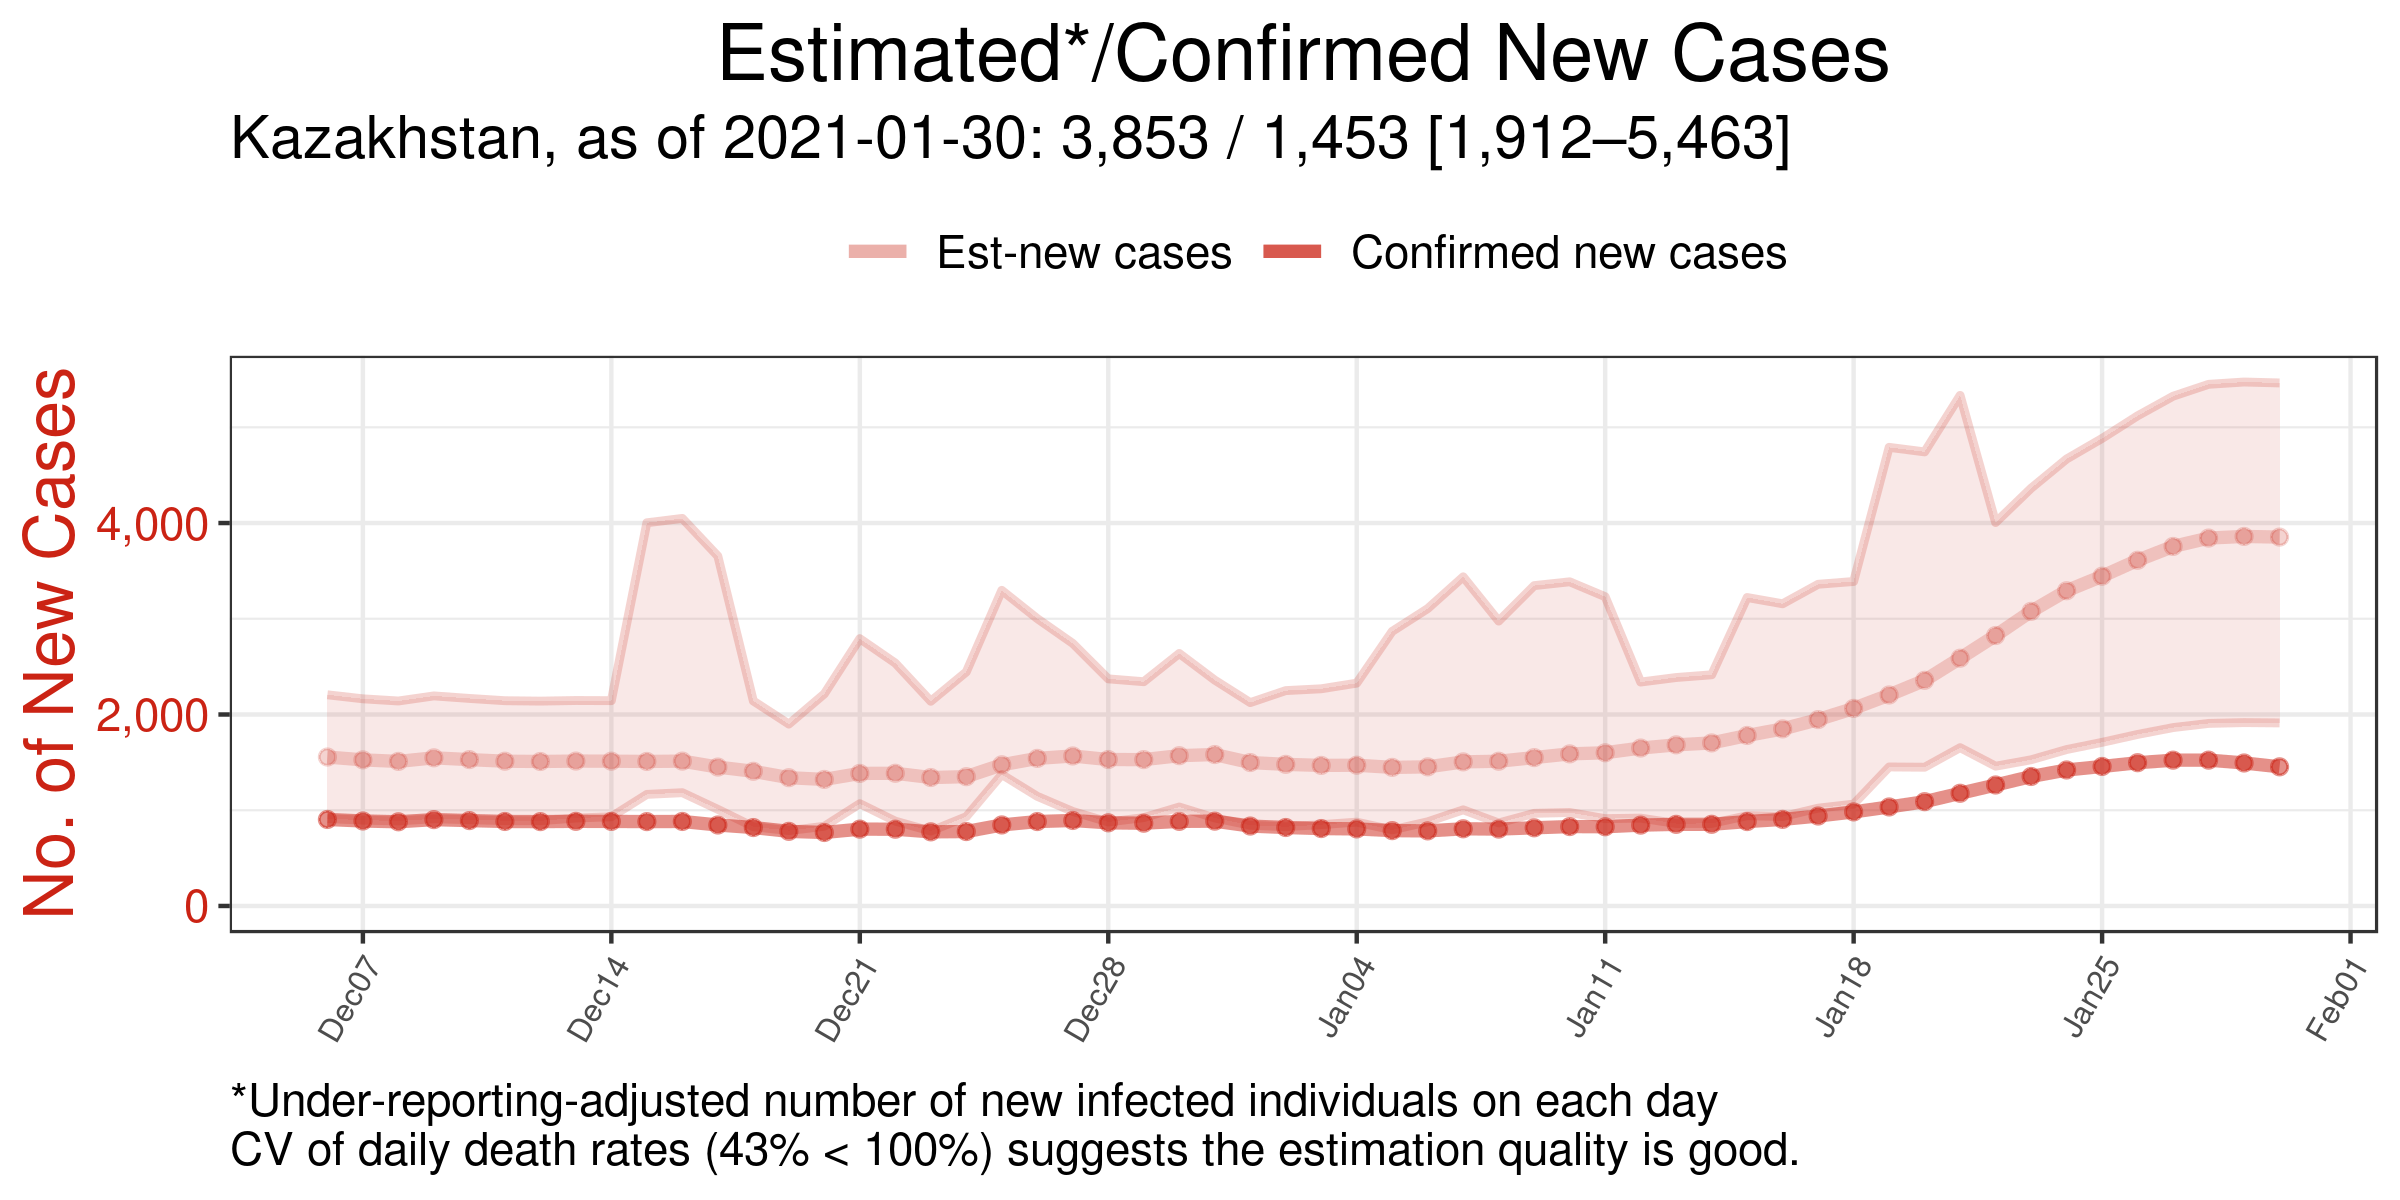 Estimated*/Confirmed New Cases
Kazakhstan, as of 2021-01-30: 3,853 / 1,453 [1,912–5,463]
Est-new cases
Confirmed new cases
No. of New Cases
4,000
2,000
0
Dec07
Dec14
Dec21
Dec28
Jan04
Jan11
Jan18
Jan25
Feb01
*Under-reporting-adjusted number of new infected individuals on each day
CV of daily death rates (43% < 100%) suggests the estimation quality is good.